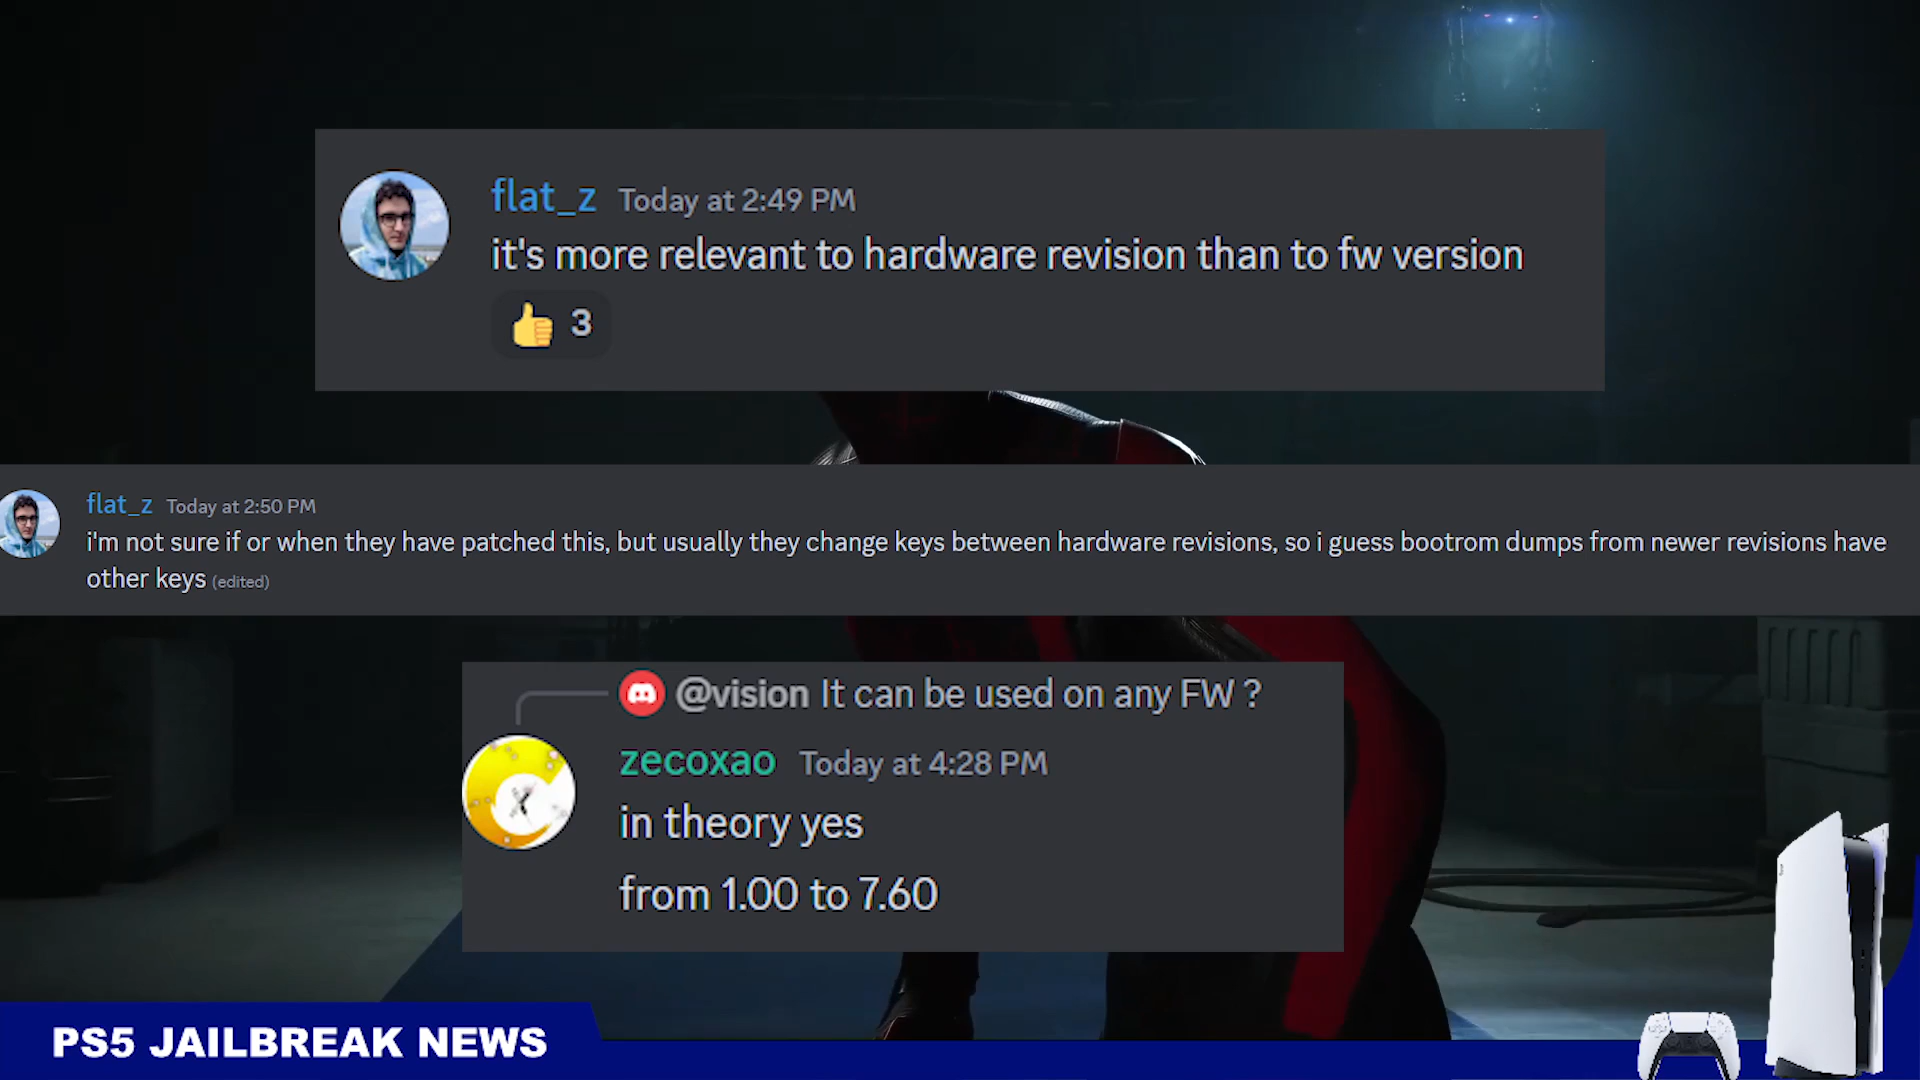 flat_z Today at 2:49 PM
it's more relevant to hardware revision than to fw version
👍 3
flat_z Today at 2:50 PM
i'm not sure if or when they have patched this, but usually they change keys between hardware revisions, so i guess bootrom dumps from newer revisions have
other keys (edited)
@vision It can be used on any FW ?
zecoxao Today at 4:28 PM
in theory yes
from 1.00 to 7.60
PS5 JAILBREAK NEWS